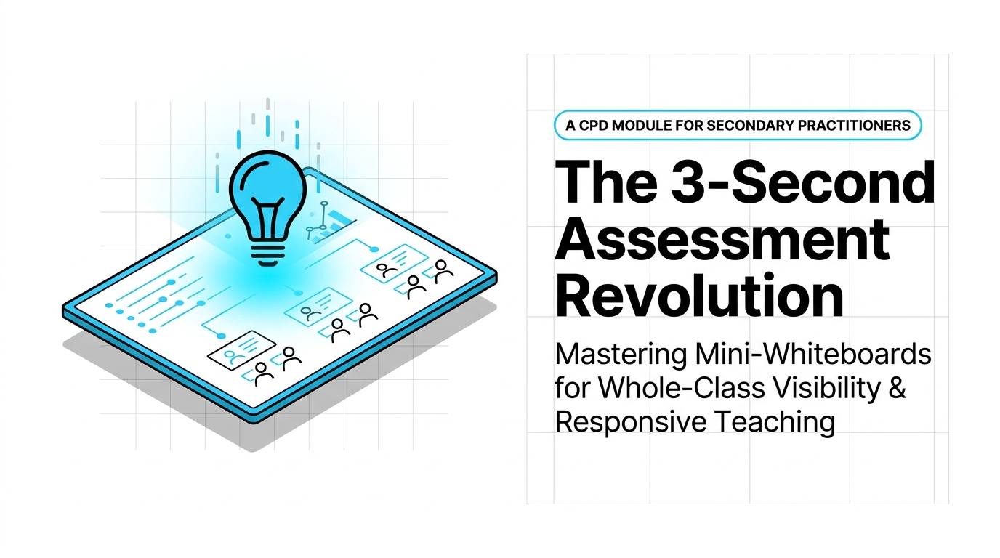 A CPD MODULE FOR SECONDARY PRACTITIONERS
The 3-Second
Assessment
Revolution
Mastering Mini-Whiteboards
for Whole-Class Visibility &
Responsive Teaching